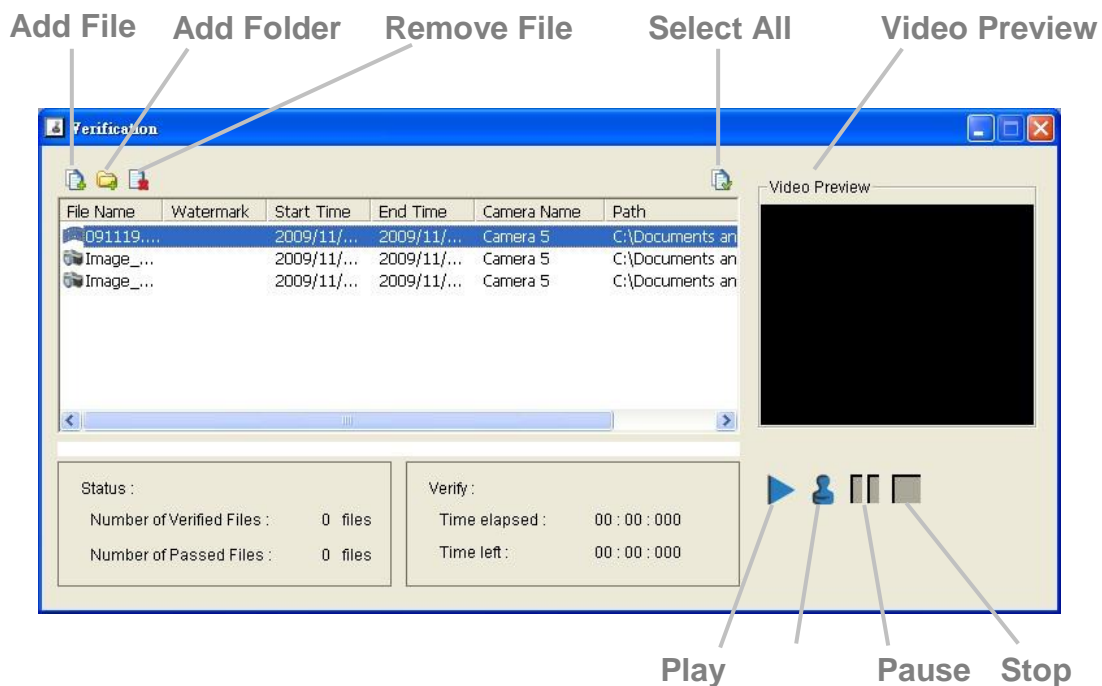 Add File Add Folder Remove File Select All Video Preview
Verification
Video Preview
File Name Watermark Start Time End Time Camera Name Path
091119.... 2009/11/... 2009/11/... Camera 5 C:\Documents an
Image_... 2009/11/... 2009/11/... Camera 5 C:\Documents an
Image_... 2009/11/... 2009/11/... Camera 5 C:\Documents an
Status :
Number of Verified Files : 0 files
Number of Passed Files : 0 files
Verify :
Time elapsed : 00 : 00 : 000
Time left : 00 : 00 : 000
Play Pause Stop